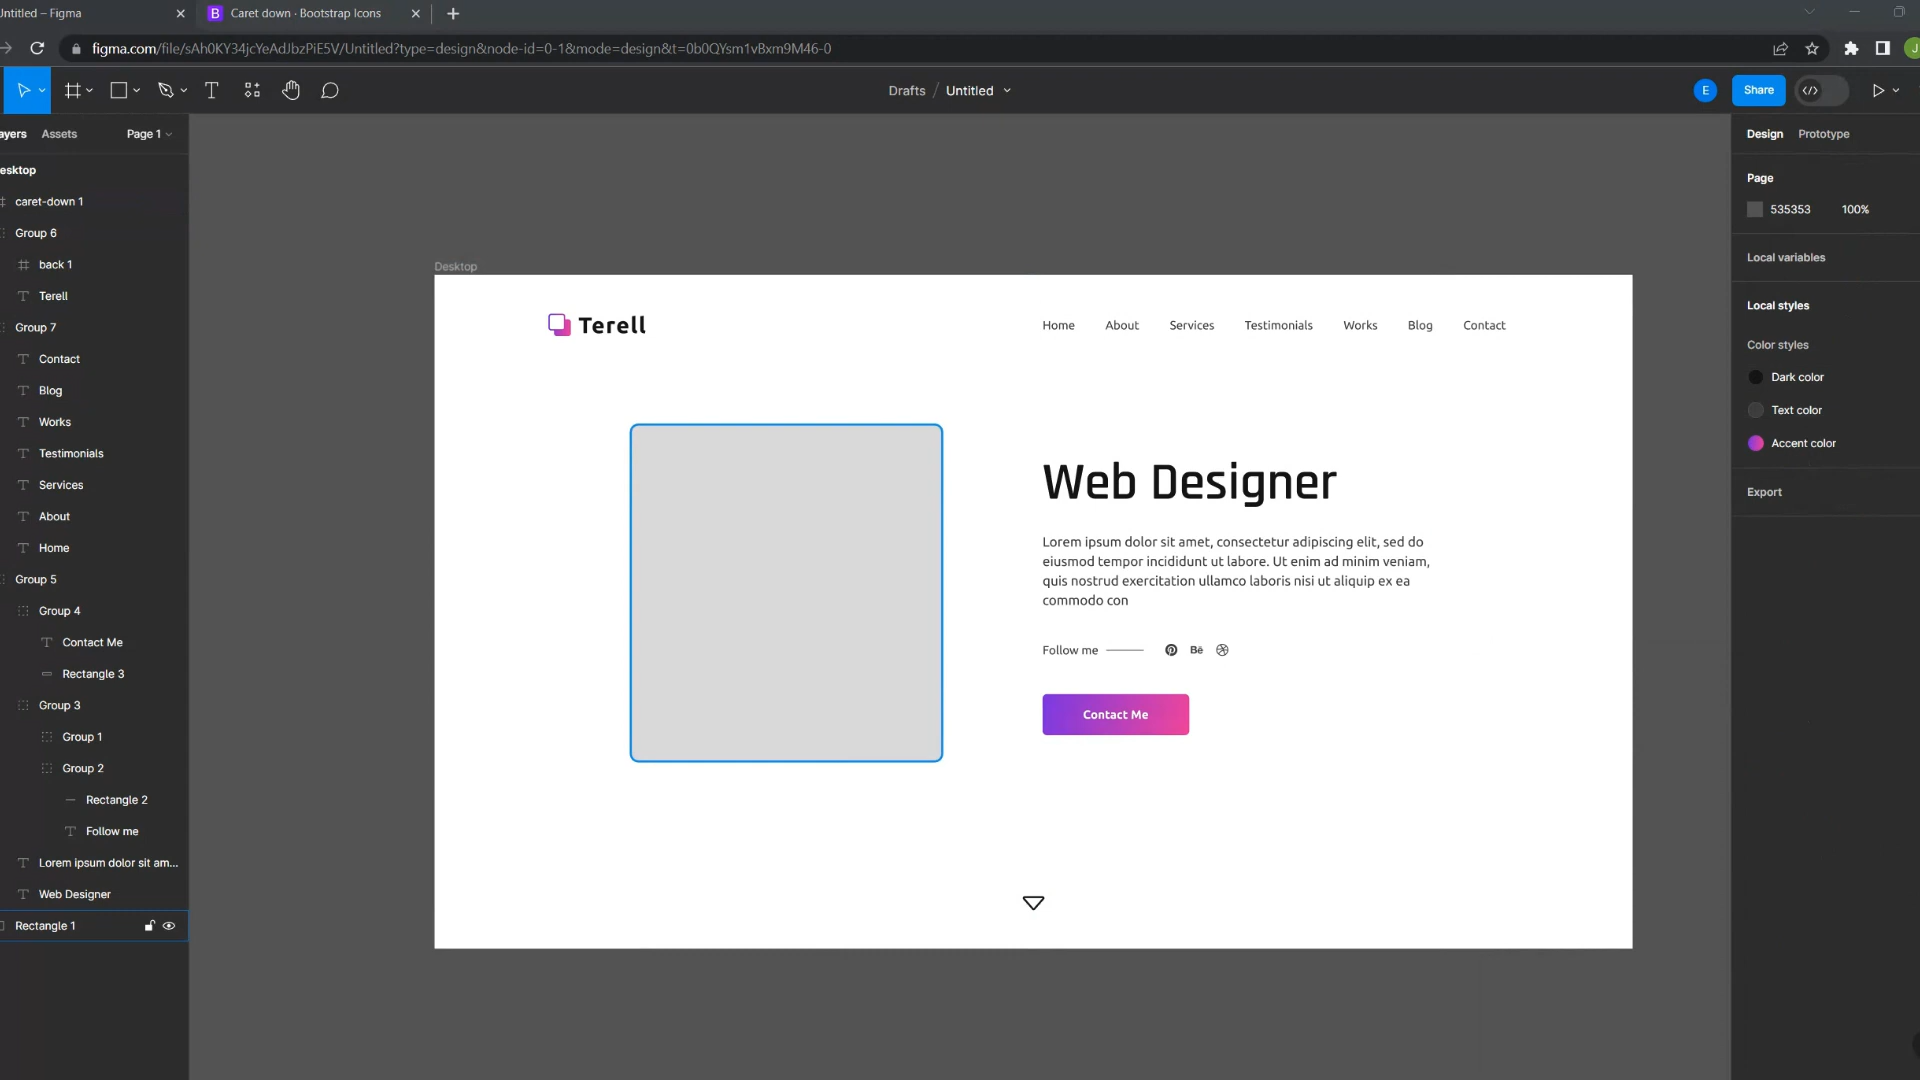 Untitled – Figma
B Caret down · Bootstrap Icons
figma.com/file/sAh0KY34jcYeAdJbzPiE5V/Untitled?type=design&node-id=0-1&mode=design&t=0b0QYsm1vBxm9M46-0
J
Drafts / Untitled
E
Share
ayers Assets Page 1
esktop
caret-down 1
Group 6
back 1
Terell
Group 7
Contact
Blog
Works
Testimonials
Services
About
Home
Group 5
Group 4
Contact Me
Rectangle 3
Group 3
Group 1
Group 2
Rectangle 2
Follow me
Lorem ipsum dolor sit am...
Web Designer
Rectangle 1
Desktop
Terell
Home About Services Testimonials Works Blog Contact
Web Designer
Lorem ipsum dolor sit amet, consectetur adipiscing elit, sed do
eiusmod tempor incididunt ut labore. Ut enim ad minim veniam,
quis nostrud exercitation ullamco laboris nisi ut aliquip ex ea
commodo con
Follow me
Bē
Contact Me
Design Prototype
Page
535353 100%
Local variables
Local styles
Color styles
Dark color
Text color
Accent color
Export